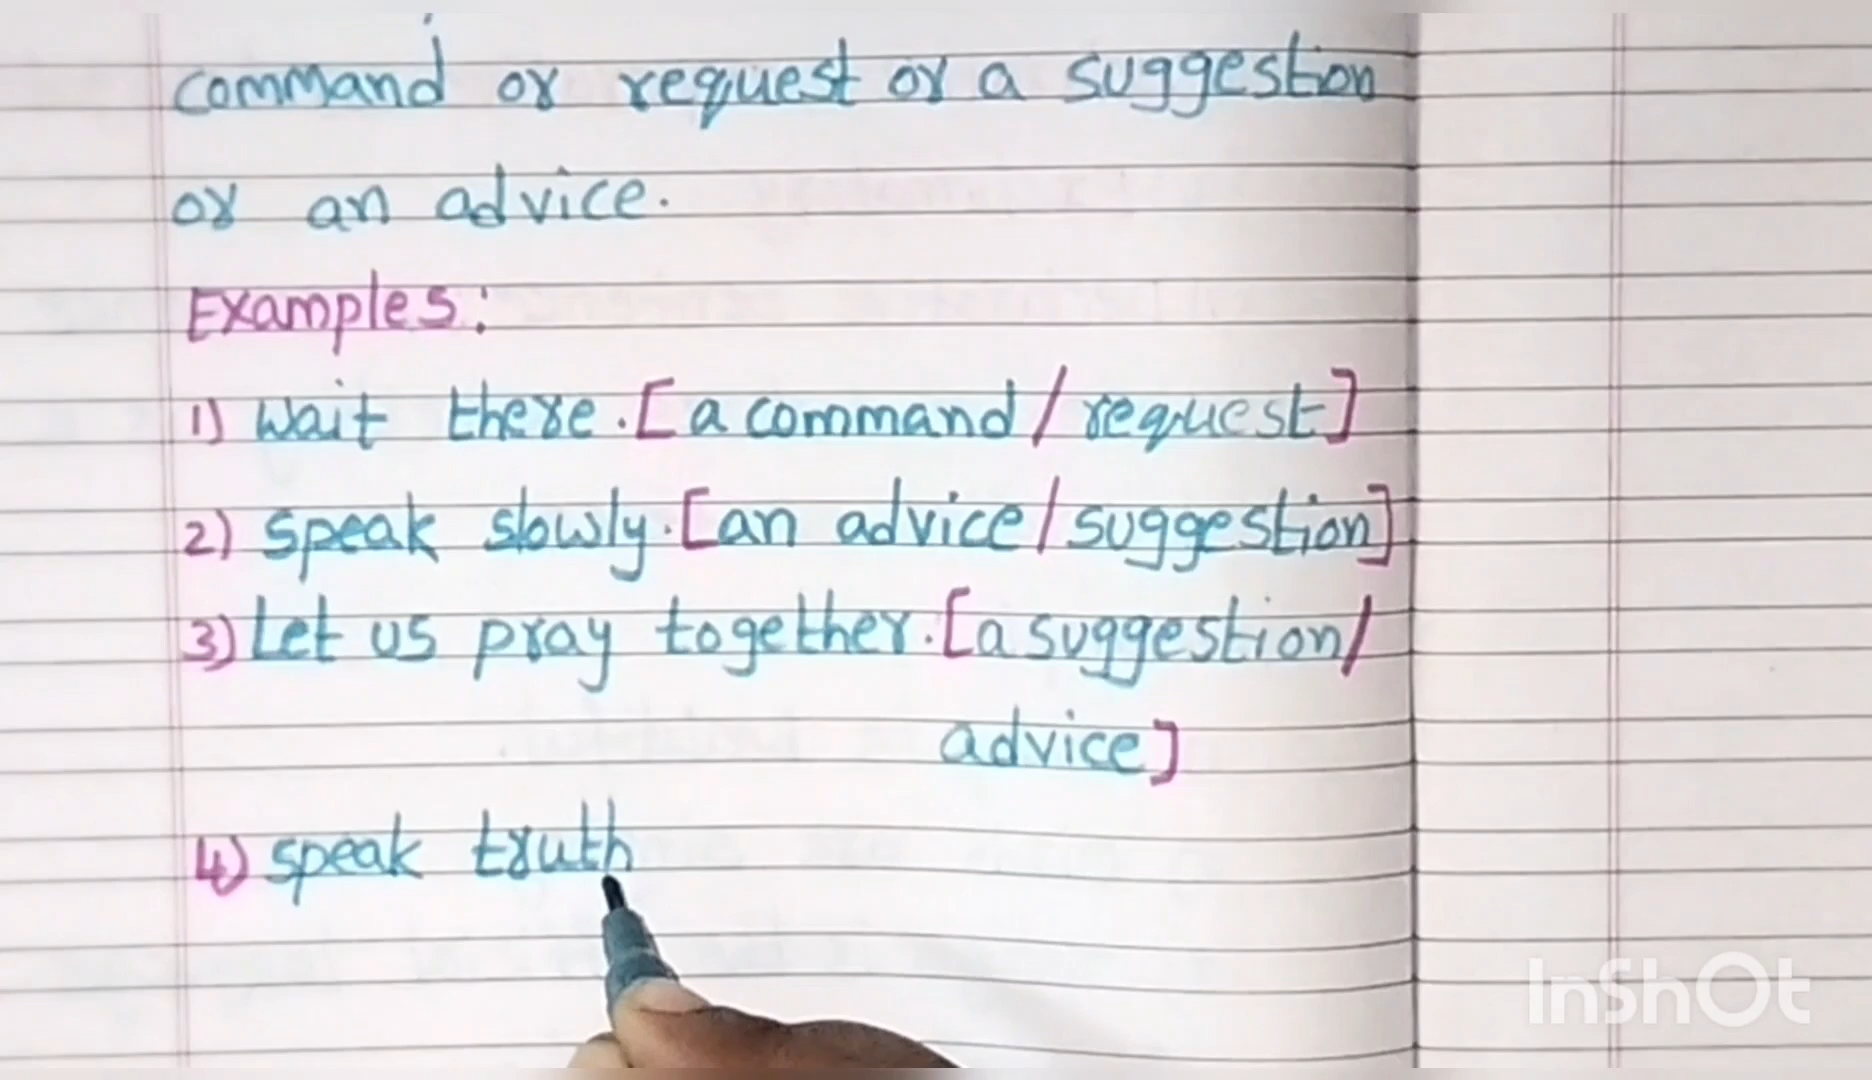 command or request or a suggestion
or an advice.
Examples:
1) Wait there. [a command/request]
2) speak slowly. [an advice/suggestion]
3) Let us pray together. [a suggestion/
advice]
4) speak truth
InShOt